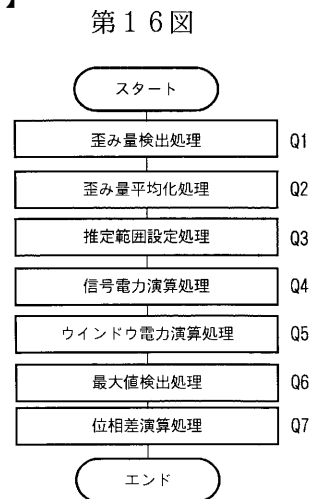 】
第16図
スタート
歪み量検出処理 Q1
歪み量平均化処理 Q2
推定範囲設定処理 Q3
信号電力演算処理 Q4
ウインドウ電力演算処理 Q5
最大値検出処理 Q6
位相差演算処理 Q7
エンド